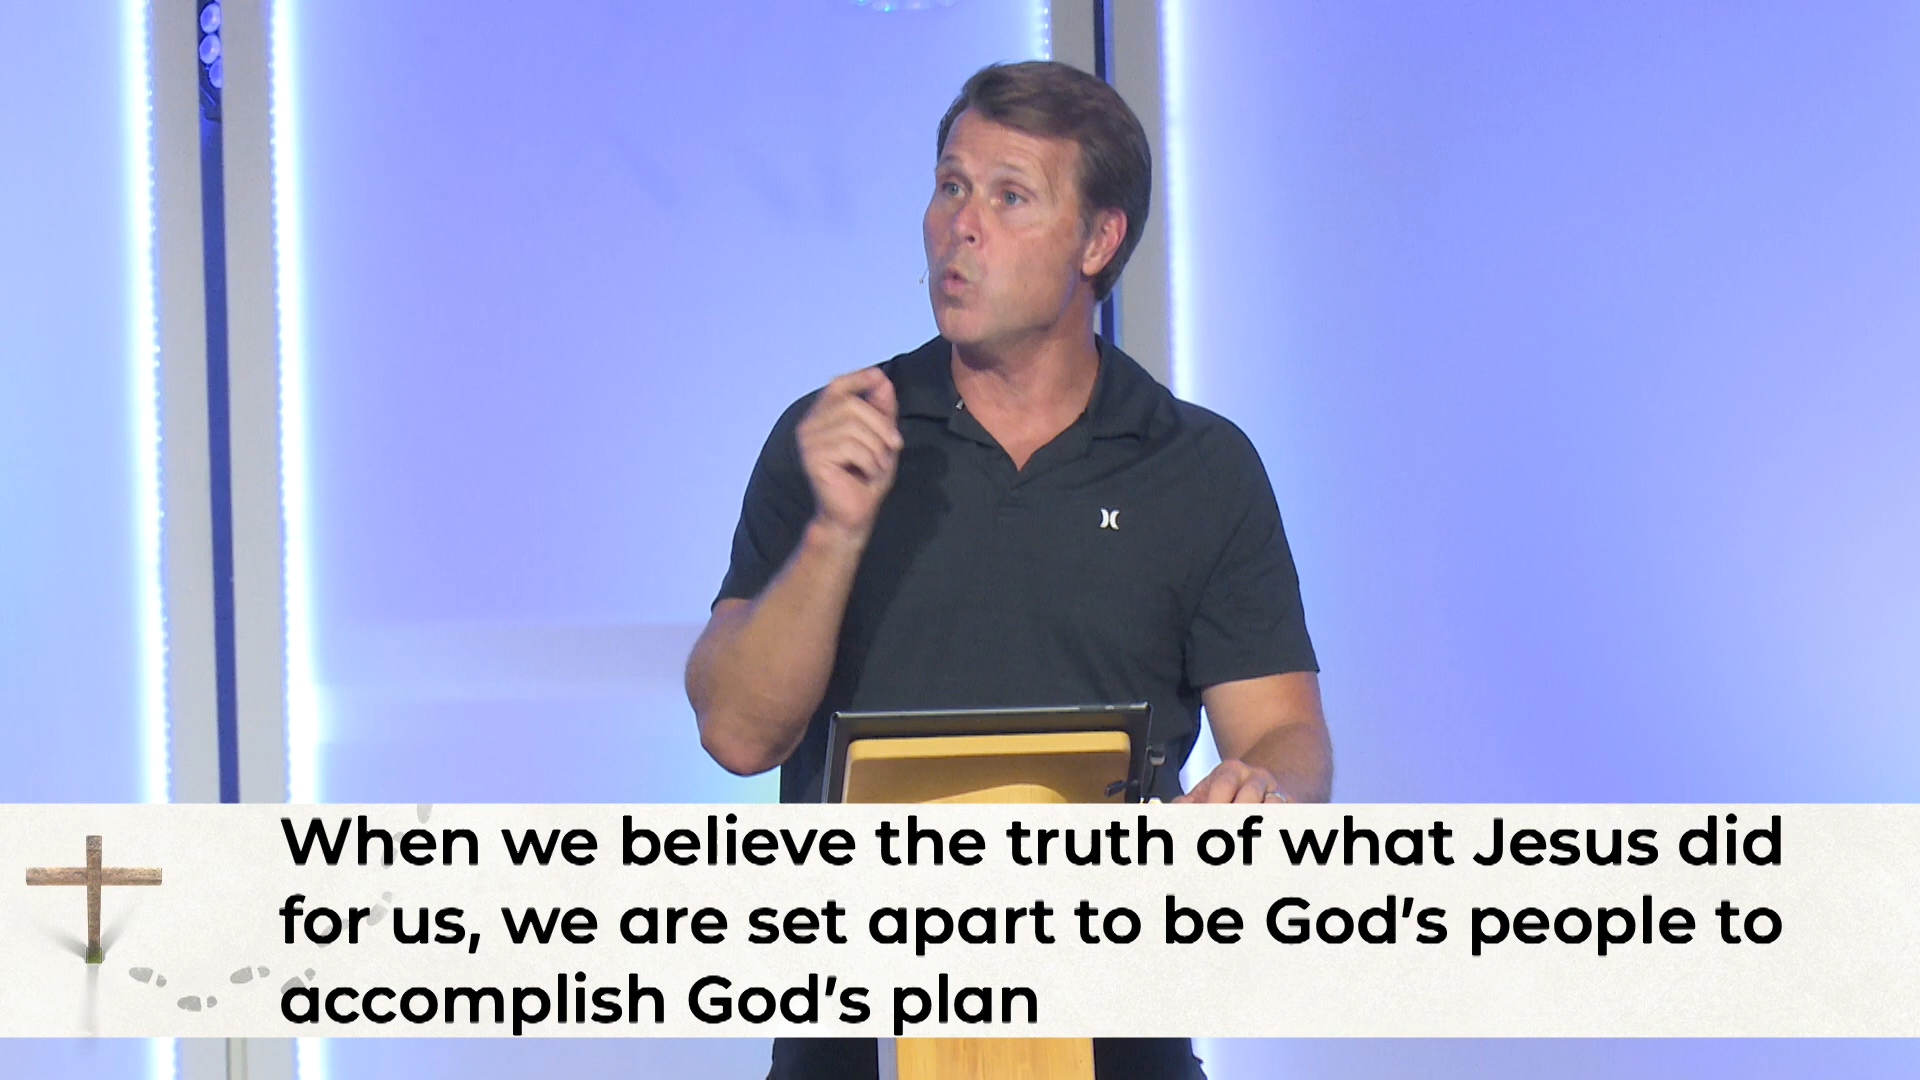 When we believe the truth of what Jesus did
for us, we are set apart to be God's people to
accomplish God's plan